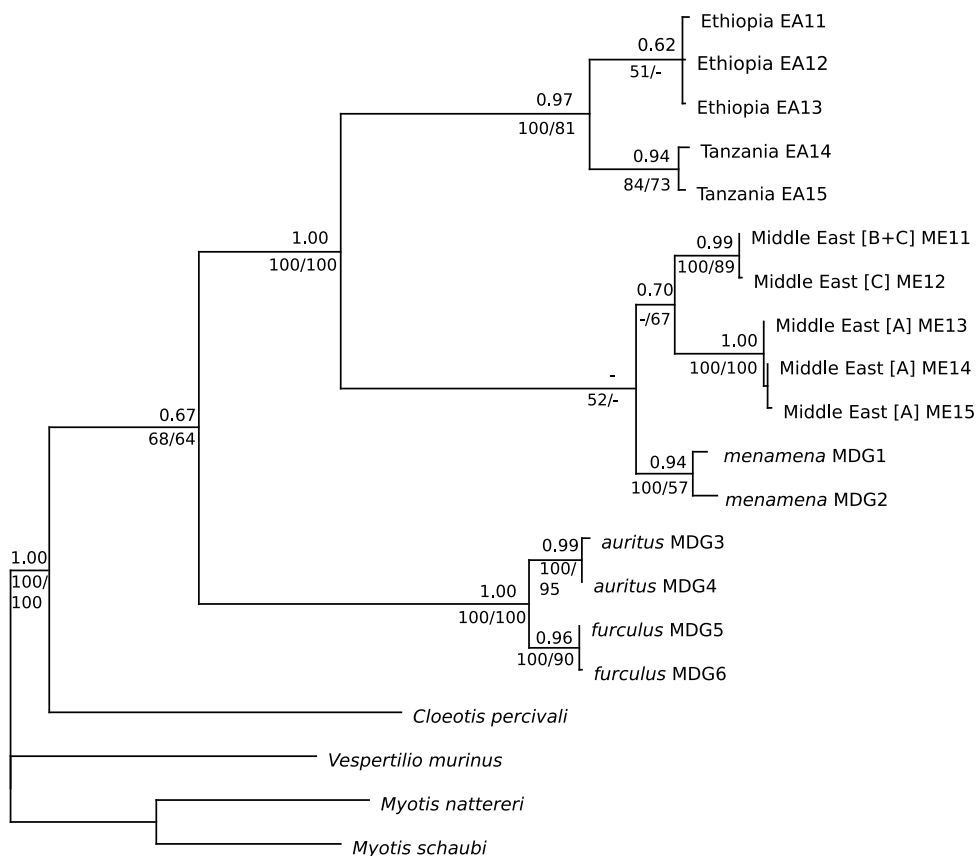 Ethiopia EA11
0.62
51/-
Ethiopia EA12
0.97
100/81
Ethiopia EA13
0.94
84/73
Tanzania EA14
Tanzania EA15
1.00
100/100
0.99
100/89
Middle East [B+C] ME11
Middle East [C] ME12
0.70
-/67
Middle East [A] ME13
1.00
100/100
Middle East [A] ME14
-
52/-
Middle East [A] ME15
0.67
68/64
menamena MDG1
0.94
100/57
menamena MDG2
auritus MDG3
0.99
100/
95
auritus MDG4
1.00
100/
100
1.00
100/100
furculus MDG5
0.96
100/90
furculus MDG6
Cloeotis percivali
Vespertilio murinus
Myotis nattereri
Myotis schaubi